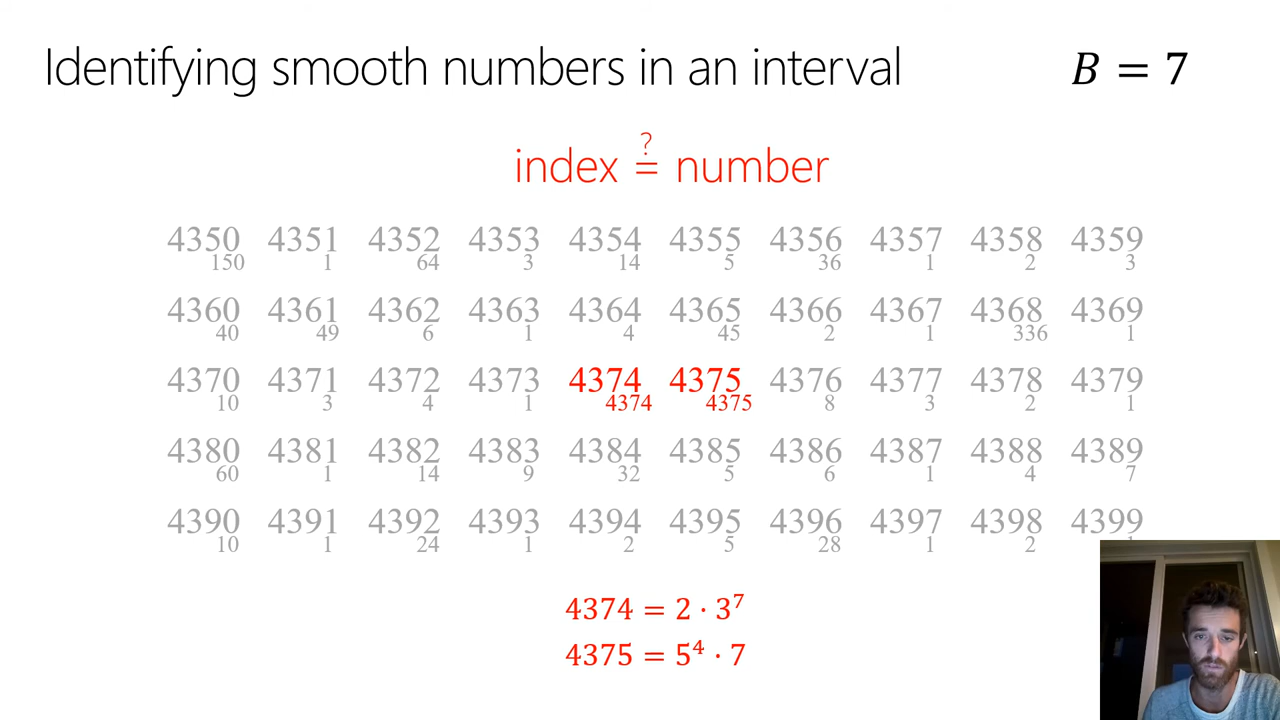 Identifying smooth numbers in an interval B = 7
index ≟ number
4350 4351 4352 4353 4354 4355 4356 4357 4358 4359
150 1 64 3 14 5 36 1 2 3
4360 4361 4362 4363 4364 4365 4366 4367 4368 4369
40 49 6 1 4 45 2 1 336 1
4370 4371 4372 4373 4374 4375 4376 4377 4378 4379
10 3 4 1 4374 4375 8 3 2 1
4380 4381 4382 4383 4384 4385 4386 4387 4388 4389
60 1 14 9 32 5 6 1 4 7
4390 4391 4392 4393 4394 4395 4396 4397 4398 4399
10 1 24 1 2 5 28 1 2
4374 = 2 · 3⁷
4375 = 5⁴ · 7